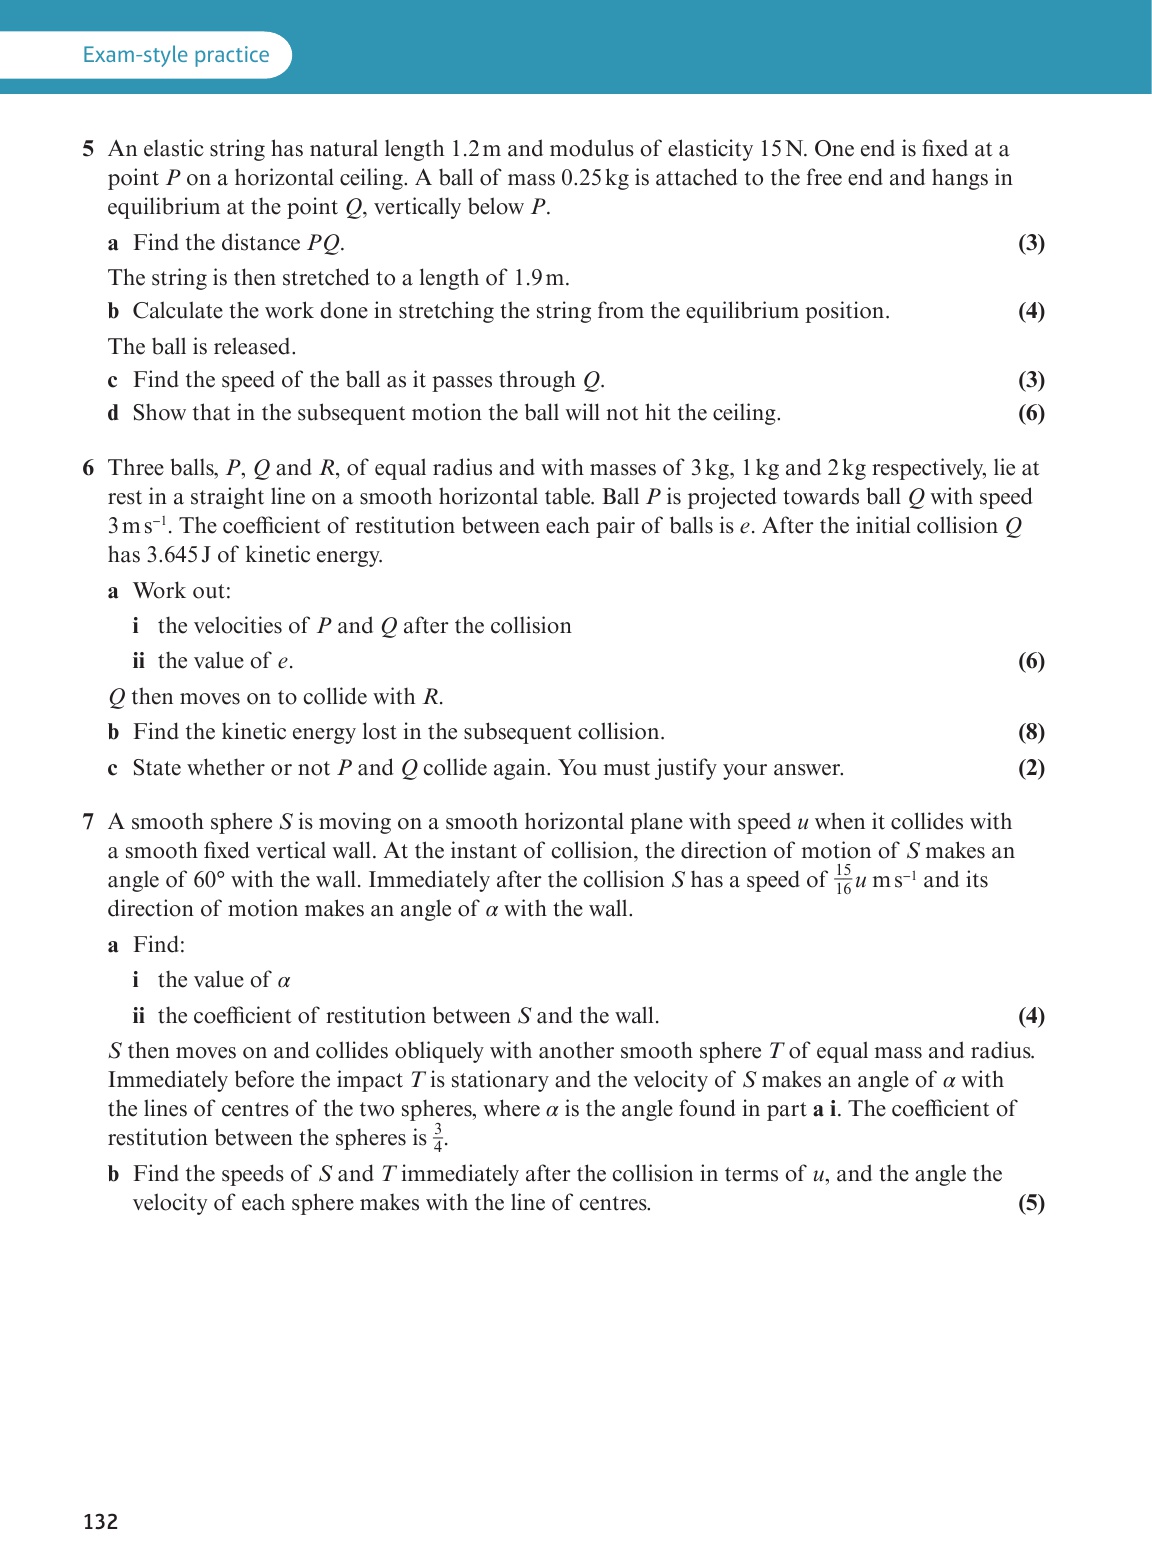 Exam-style practice
5 An elastic string has natural length 1.2 m and modulus of elasticity 15 N. One end is fixed at a
point P on a horizontal ceiling. A ball of mass 0.25 kg is attached to the free end and hangs in
equilibrium at the point Q, vertically below P.
a Find the distance PQ. (3)
The string is then stretched to a length of 1.9 m.
b Calculate the work done in stretching the string from the equilibrium position. (4)
The ball is released.
c Find the speed of the ball as it passes through Q. (3)
d Show that in the subsequent motion the ball will not hit the ceiling. (6)
6 Three balls, P, Q and R, of equal radius and with masses of 3 kg, 1 kg and 2 kg respectively, lie at
rest in a straight line on a smooth horizontal table. Ball P is projected towards ball Q with speed
3 m s⁻¹. The coefficient of restitution between each pair of balls is e. After the initial collision Q
has 3.645 J of kinetic energy.
a Work out:
i the velocities of P and Q after the collision
ii the value of e. (6)
Q then moves on to collide with R.
b Find the kinetic energy lost in the subsequent collision. (8)
c State whether or not P and Q collide again. You must justify your answer. (2)
7 A smooth sphere S is moving on a smooth horizontal plane with speed u when it collides with
a smooth fixed vertical wall. At the instant of collision, the direction of motion of S makes an
angle of 60° with the wall. Immediately after the collision S has a speed of 15/16 u m s⁻¹ and its
direction of motion makes an angle of α with the wall.
a Find:
i the value of α
ii the coefficient of restitution between S and the wall. (4)
S then moves on and collides obliquely with another smooth sphere T of equal mass and radius.
Immediately before the impact T is stationary and the velocity of S makes an angle of α with
the lines of centres of the two spheres, where α is the angle found in part a i. The coefficient of
restitution between the spheres is 3/4.
b Find the speeds of S and T immediately after the collision in terms of u, and the angle the
velocity of each sphere makes with the line of centres. (5)
132